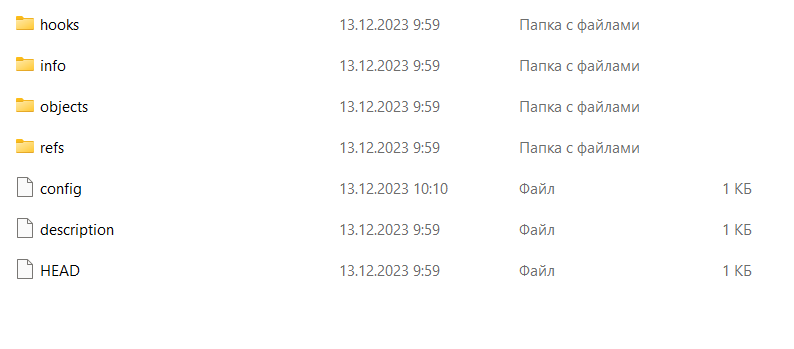 hooks 13.12.2023 9:59 Папка с файлами
info 13.12.2023 9:59 Папка с файлами
objects 13.12.2023 9:59 Папка с файлами
refs 13.12.2023 9:59 Папка с файлами
config 13.12.2023 10:10 Файл 1 КБ
description 13.12.2023 9:59 Файл 1 КБ
HEAD 13.12.2023 9:59 Файл 1 КБ